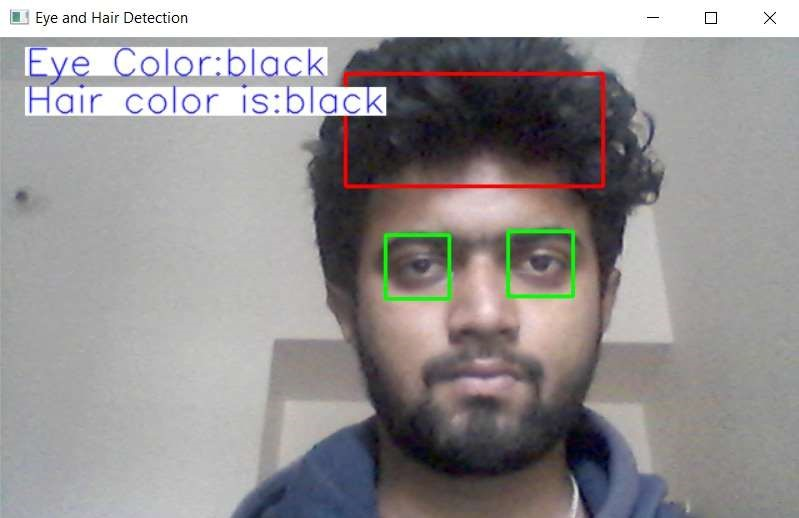 Eye and Hair Detection
Eye Color:black
Hair color is:black